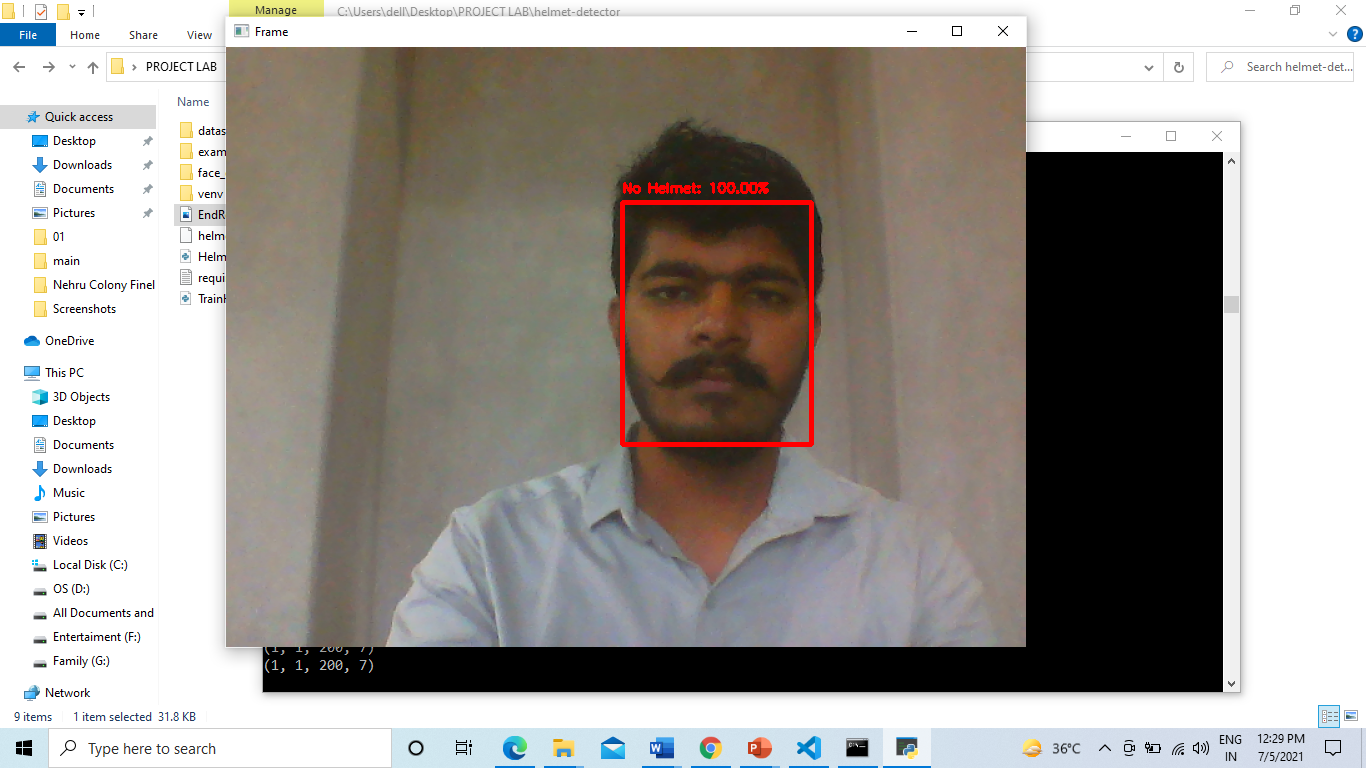 Manage
C:\Users\dell\Desktop\PROJECT LAB\helmet-detector
File
Home
Share
View
Frame
PROJECT LAB
Search helmet-det...
Name
Quick access
Desktop
Downloads
Documents
Pictures
01
main
Nehru Colony Finel
Screenshots
OneDrive
This PC
3D Objects
Desktop
Documents
Downloads
Music
Pictures
Videos
Local Disk (C:)
OS (D:)
All Documents and
Entertaiment (F:)
Family (G:)
Network
datas
exam
face_
venv
EndR
helm
Helm
requi
Train
No Helmet: 100.00%
(1, 1, 200, 7)
(1, 1, 200, 7)
9 items
1 item selected 31.8 KB
Type here to search
36°C
ENG
IN
12:29 PM
7/5/2021